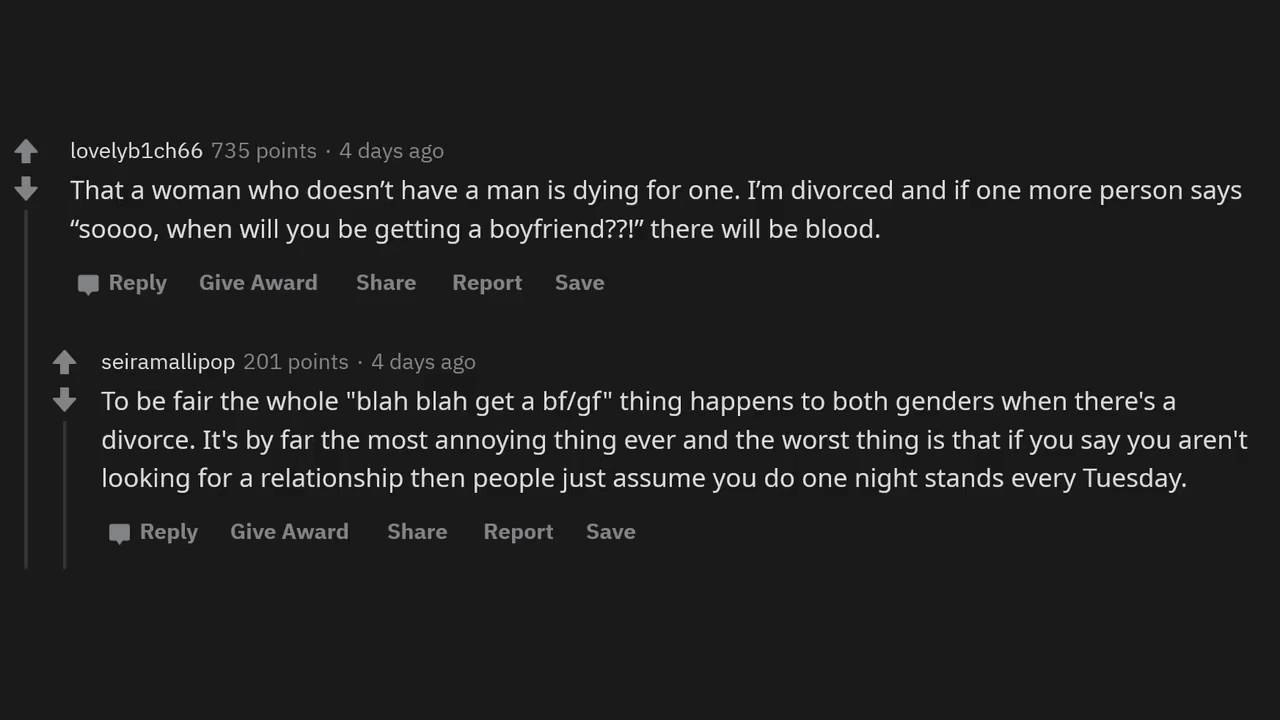 lovelyb1ch66 735 points · 4 days ago
That a woman who doesn’t have a man is dying for one. I’m divorced and if one more person says
“soooo, when will you be getting a boyfriend??!” there will be blood.
Reply Give Award Share Report Save
seiramallipop 201 points · 4 days ago
To be fair the whole "blah blah get a bf/gf" thing happens to both genders when there's a
divorce. It's by far the most annoying thing ever and the worst thing is that if you say you aren't
looking for a relationship then people just assume you do one night stands every Tuesday.
Reply Give Award Share Report Save